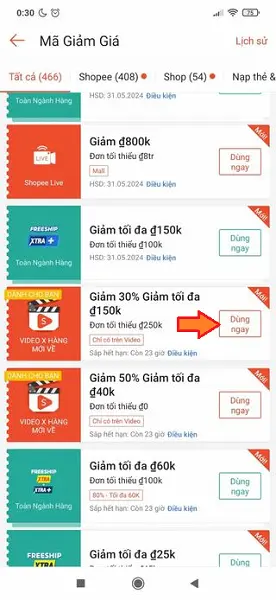 0:30
75
Mã Giảm Giá
Lịch sử
Tất cả (466)
Shopee (408)
Shop (54)
Nạp thẻ &
Toàn Ngành Hàng
HSD: 31.05.2024 Điều kiện
LIVE
Shopee Live
Giảm ₫800k
Đơn tối thiểu ₫8tr
Mall
HSD: 31.05.2024 Điều kiện
Mới!
Dùng ngay
FREESHIP
XTRA+
Toàn Ngành Hàng
Giảm tối đa ₫150k
Đơn tối thiểu ₫100k
HSD: 31.05.2024 Điều kiện
Mới!
Dùng ngay
DÀNH CHO BẠN
S
VIDEO X HÀNG
MỚI VỀ
Giảm 30% Giảm tối đa
₫150k
Đơn tối thiểu ₫250k
Chỉ có trên Video
Sắp hết hạn: Còn 23 giờ Điều kiện
Mới!
Dùng
ngay
DÀNH CHO BẠN
S
VIDEO X HÀNG
MỚI VỀ
Giảm 50% Giảm tối đa
₫40k
Đơn tối thiểu ₫0
Chỉ có trên Video
Sắp hết hạn: Còn 23 giờ Điều kiện
Mới!
Dùng
ngay
FREESHIP
XTRA
XTRA+
Toàn Ngành Hàng
Giảm tối đa ₫60k
Đơn tối thiểu ₫100k
80% - Tối đa 60K
Sắp hết hạn: Còn 23 giờ Điều kiện
Mới!
Dùng
ngay
FREESHIP
XTRA
Giảm tối đa ₫25k
Mới!